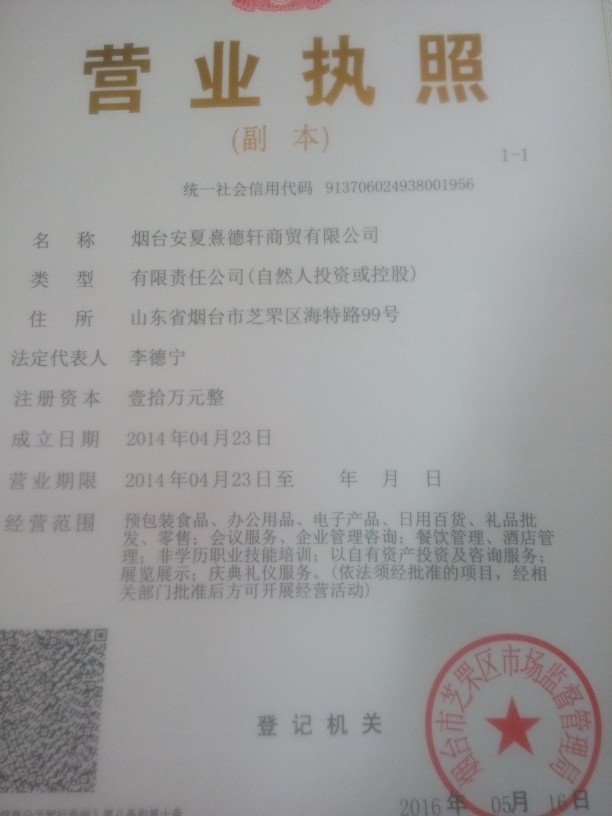 营业执照
(副 本)
1-1
统一社会信用代码 913706024938001956
名 称 烟台安夏熹德轩商贸有限公司
类 型 有限责任公司(自然人投资或控股)
住 所 山东省烟台市芝罘区海特路99号
法定代表人 李德宁
注册资本 壹拾万元整
成立日期 2014年04月23日
营业期限 2014年04月23日至 年 月 日
经营范围 预包装食品、办公用品、电子产品、日用百货、礼品批
发、零售；会议服务、企业管理咨询；餐饮管理、酒店管
理；非学历职业技能培训；以自有资产投资及咨询服务；
展览展示；庆典礼仪服务。(依法须经批准的项目，经相
关部门批准后方可开展经营活动)
烟台市芝罘区市场监督管理局
登记机关
2016年 05月 16日